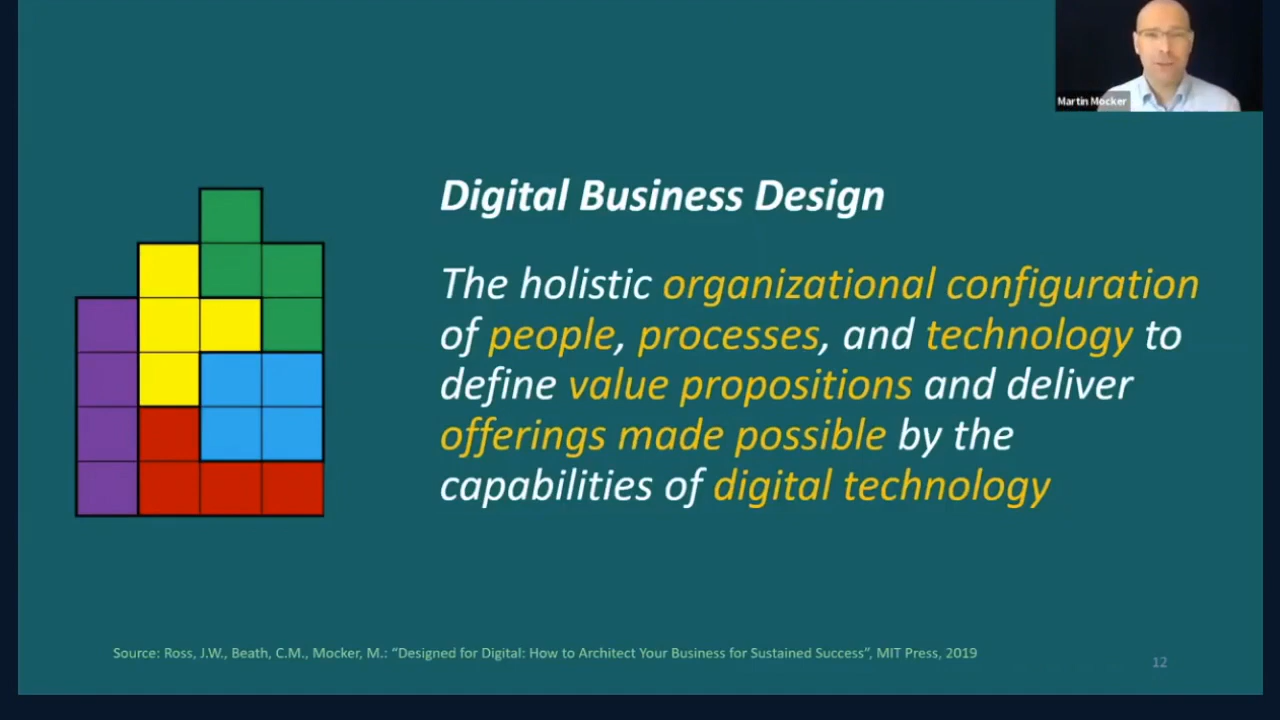 Martin Mocker
Digital Business Design
The holistic organizational configuration
of people, processes, and technology to
define value propositions and deliver
offerings made possible by the
capabilities of digital technology
Source: Ross, J.W., Beath, C.M., Mocker, M.: “Designed for Digital: How to Architect Your Business for Sustained Success”, MIT Press, 2019
12